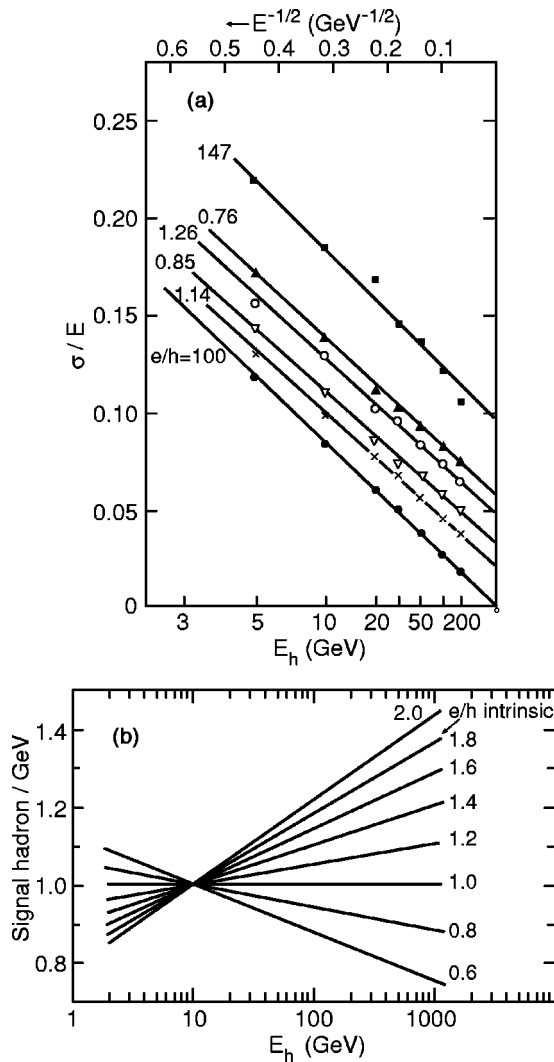 ←E⁻¹/² (GeV⁻¹/²)
0.6 0.5 0.4 0.3 0.2 0.1
(a)
0.25
147
0.20
0.76
1.26
0.85
0.15
1.14
σ / E
e/h=100
0.10
0.05
0
3 5 10 20 50 200
E_h (GeV)
(b)
2.0 e/h intrinsic
1.4
1.8
1.6
1.2
1.4
Signal hadron / GeV
1.2
1.0
1.0
0.8
0.8
0.6
1 10 100 1000
E_h (GeV)